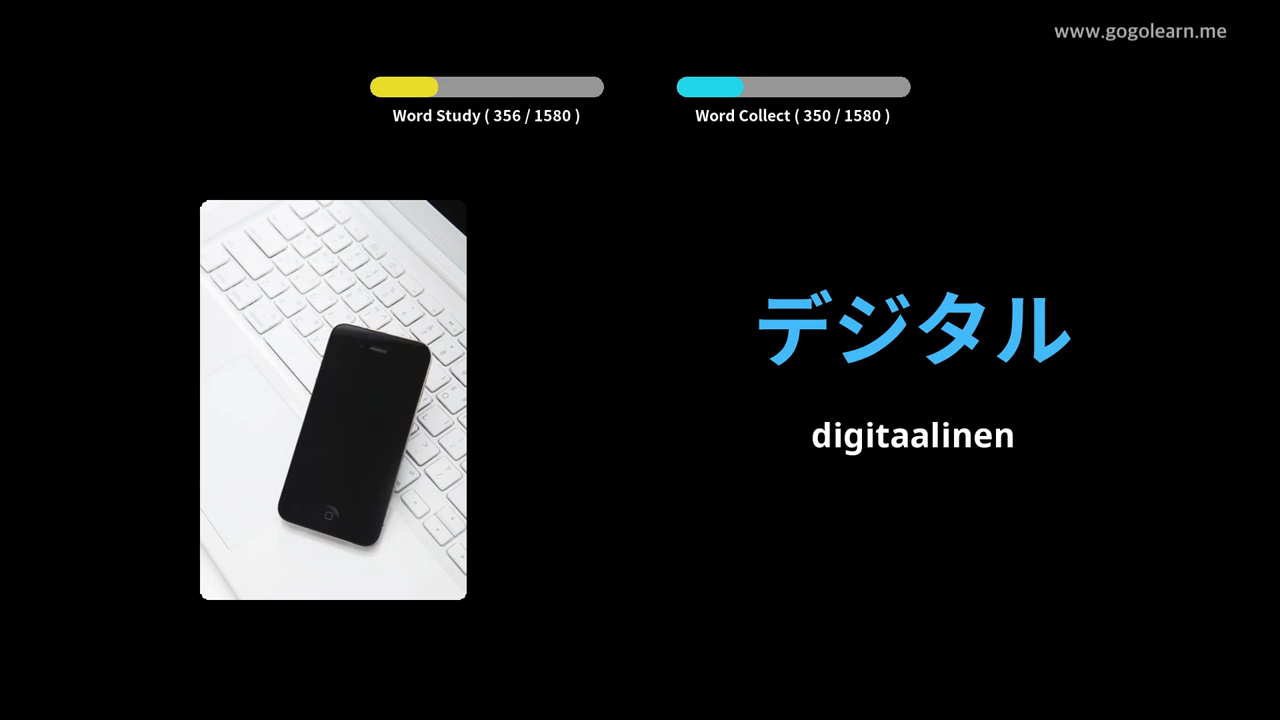 www.gogolearn.me
Word Study ( 356 / 1580 )
Word Collect ( 350 / 1580 )
デジタル
digitaalinen